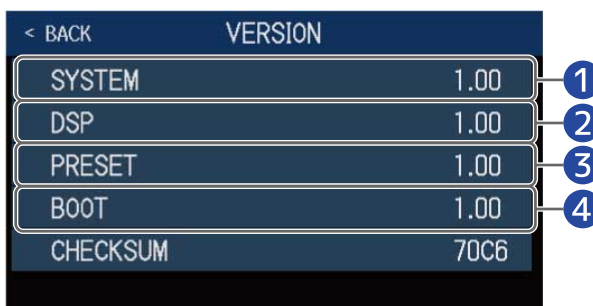 < BACK VERSION
SYSTEM 1.00 1
DSP 1.00 2
PRESET 1.00 3
BOOT 1.00 4
CHECKSUM 70C6